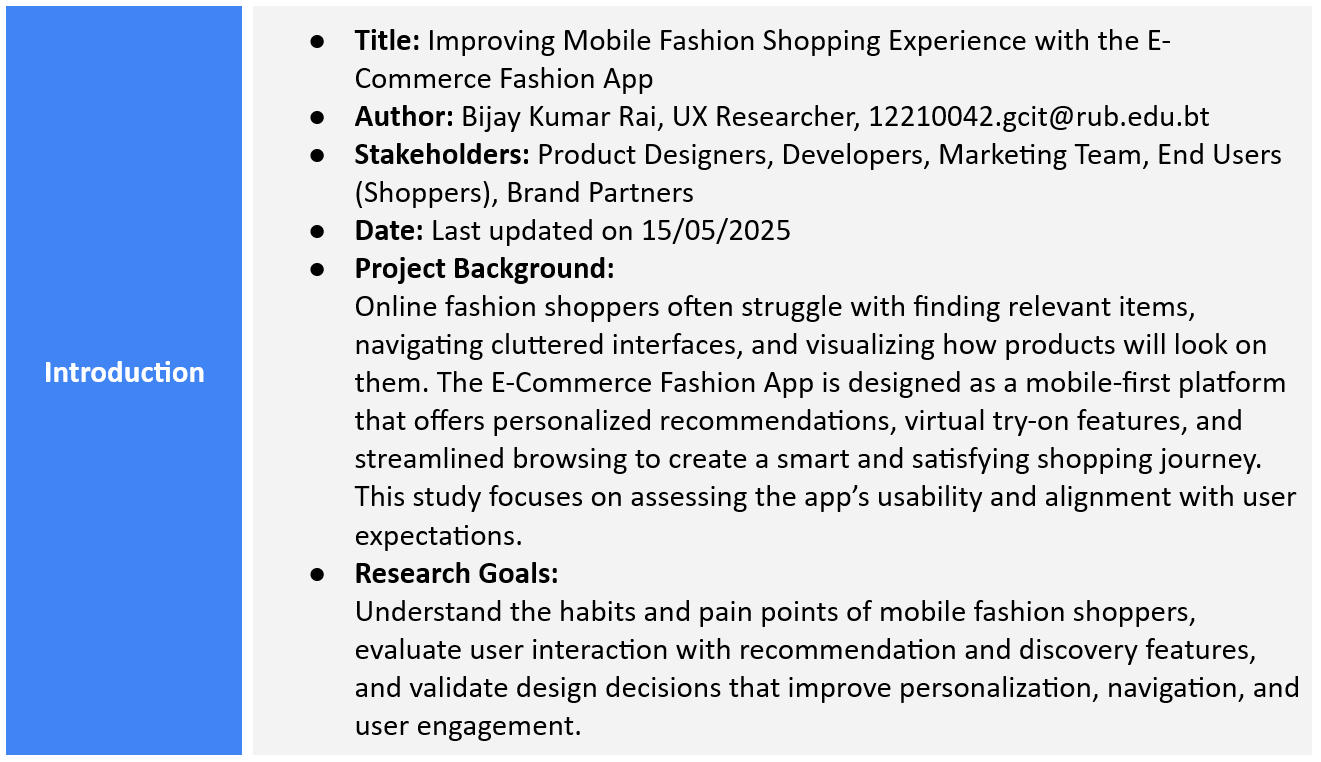 Introduction
● Title: Improving Mobile Fashion Shopping Experience with the E-
Commerce Fashion App
● Author: Bijay Kumar Rai, UX Researcher, 12210042.gcit@rub.edu.bt
● Stakeholders: Product Designers, Developers, Marketing Team, End Users
(Shoppers), Brand Partners
● Date: Last updated on 15/05/2025
● Project Background:
Online fashion shoppers often struggle with finding relevant items,
navigating cluttered interfaces, and visualizing how products will look on
them. The E-Commerce Fashion App is designed as a mobile-first platform
that offers personalized recommendations, virtual try-on features, and
streamlined browsing to create a smart and satisfying shopping journey.
This study focuses on assessing the app’s usability and alignment with user
expectations.
● Research Goals:
Understand the habits and pain points of mobile fashion shoppers,
evaluate user interaction with recommendation and discovery features,
and validate design decisions that improve personalization, navigation, and
user engagement.